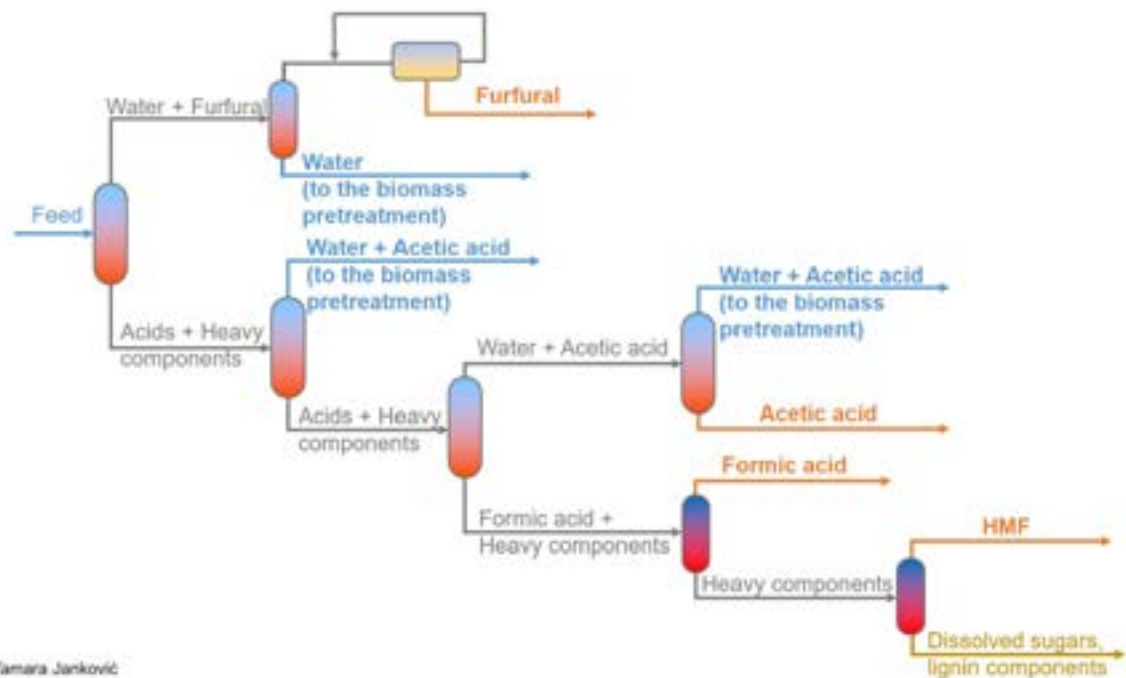 Water + Furfural
Furfural
Water
(to the biomass
pretreatment)
Feed
Water + Acetic acid
(to the biomass
pretreatment)
Water + Acetic acid
(to the biomass
pretreatment)
Acids + Heavy
components
Water + Acetic acid
Acids + Heavy
components
Acetic acid
Formic acid
Formic acid +
Heavy components
HMF
Heavy components
Dissolved sugars,
lignin components
Tamara Janković